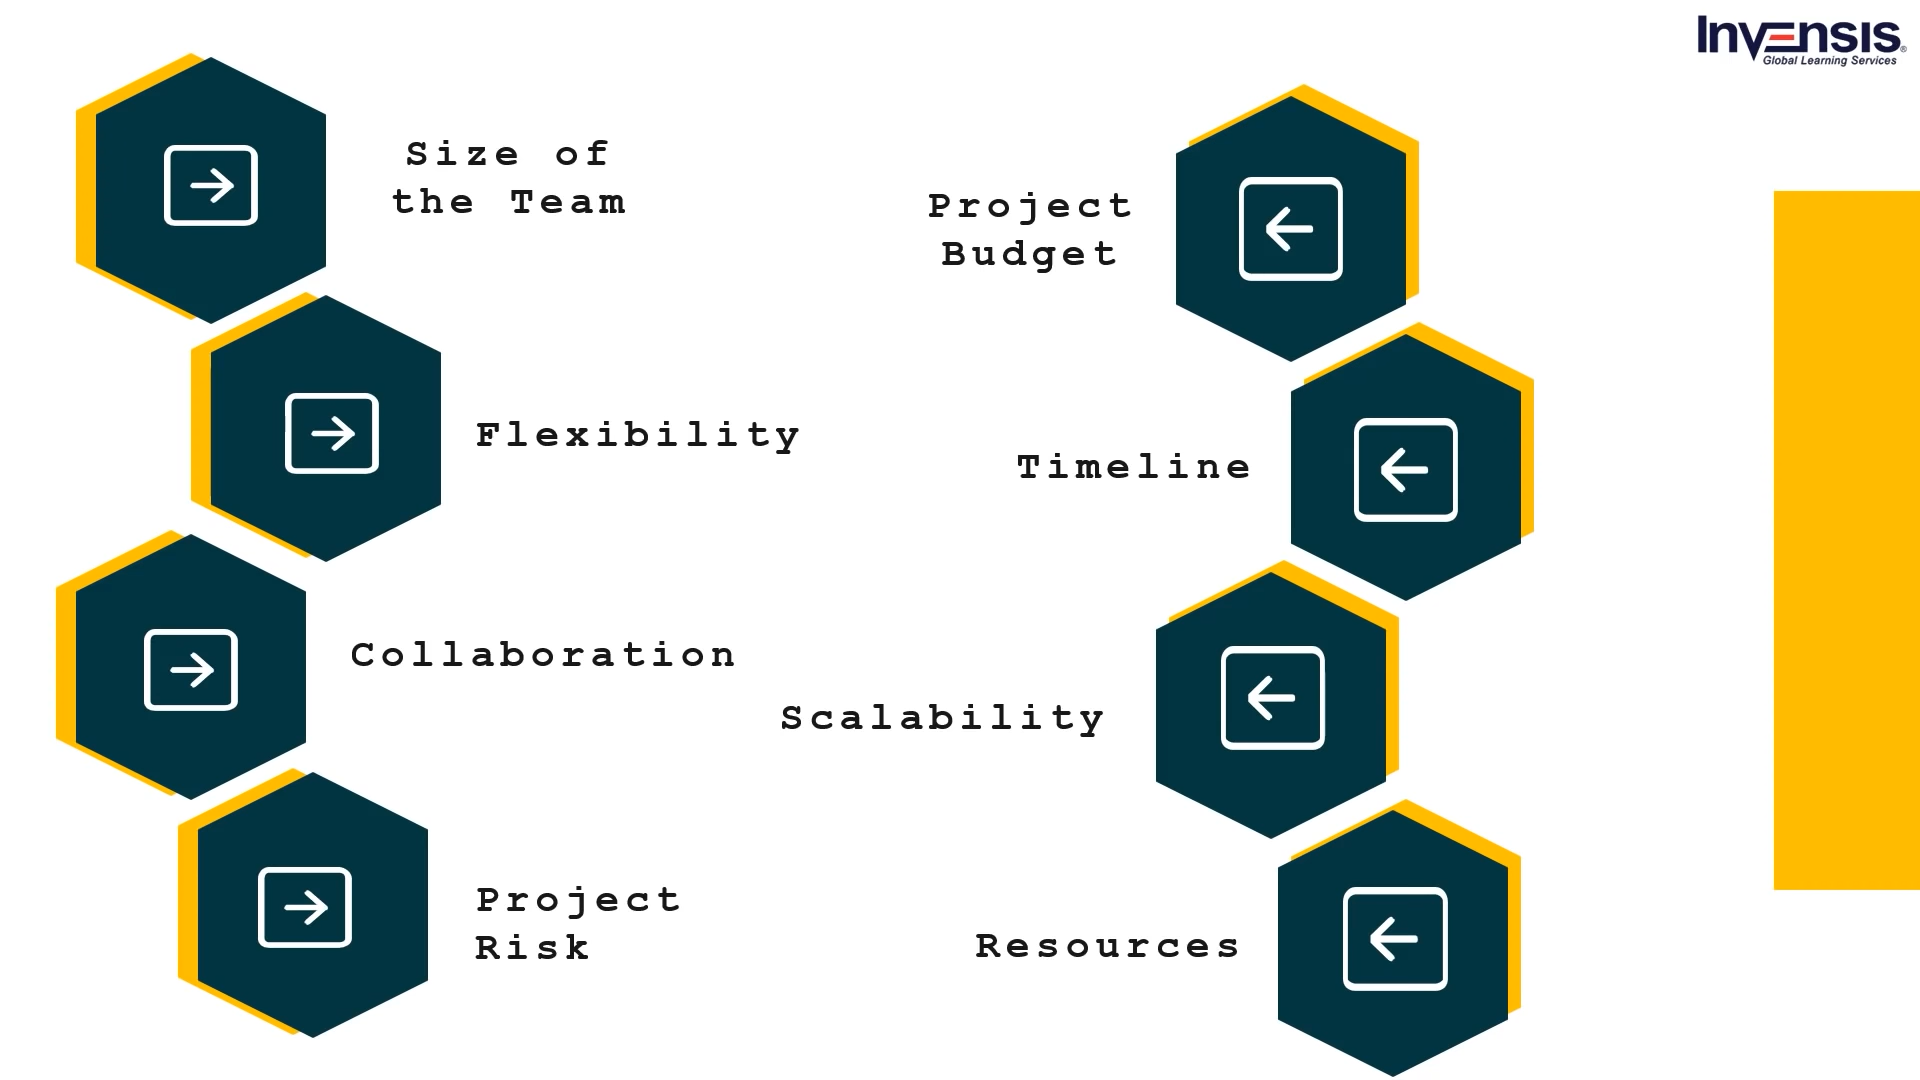 Invensis
Global Learning Services
Size of
the Team
Flexibility
Collaboration
Project
Risk
Project
Budget
Timeline
Scalability
Resources